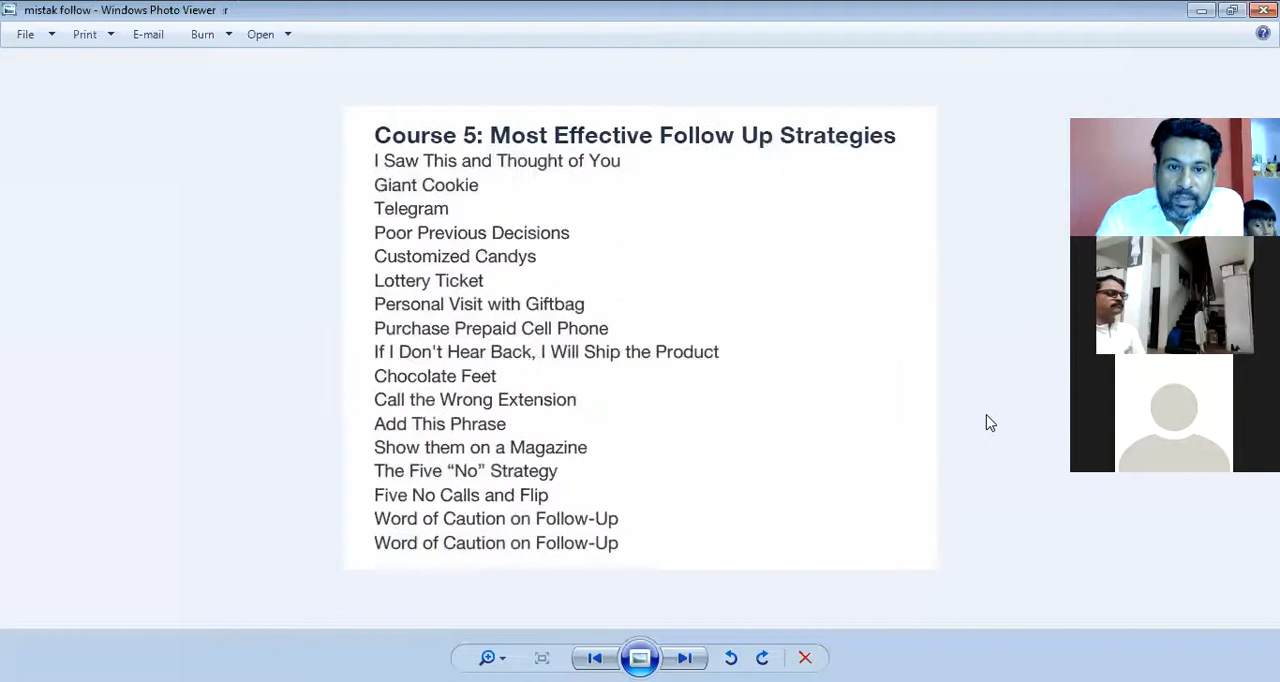 mistak follow - Windows Photo Viewer
File Print E-mail Burn Open
Course 5: Most Effective Follow Up Strategies
I Saw This and Thought of You
Giant Cookie
Telegram
Poor Previous Decisions
Customized Candys
Lottery Ticket
Personal Visit with Giftbag
Purchase Prepaid Cell Phone
If I Don't Hear Back, I Will Ship the Product
Chocolate Feet
Call the Wrong Extension
Add This Phrase
Show them on a Magazine
The Five “No” Strategy
Five No Calls and Flip
Word of Caution on Follow-Up
Word of Caution on Follow-Up